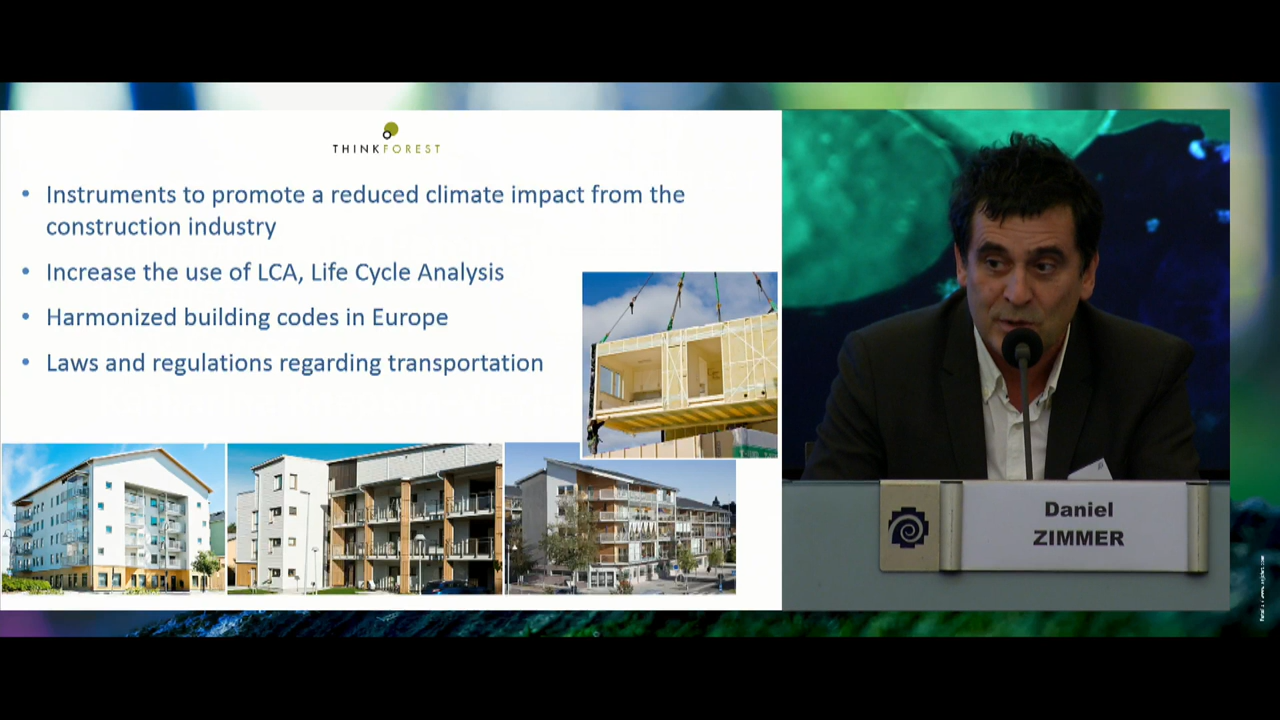 THINKFOREST
• Instruments to promote a reduced climate impact from the
construction industry
• Increase the use of LCA, Life Cycle Analysis
• Harmonized building codes in Europe
• Laws and regulations regarding transportation
Daniel
ZIMMER